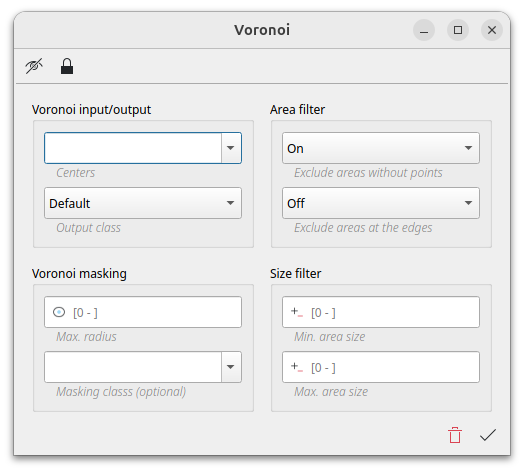 Voronoi
Voronoi input/output
Centers
Default
Output class
Area filter
On
Exclude areas without points
Off
Exclude areas at the edges
Voronoi masking
[0 - ]
Max. radius
Masking classs (optional)
Size filter
[0 - ]
Min. area size
[0 - ]
Max. area size